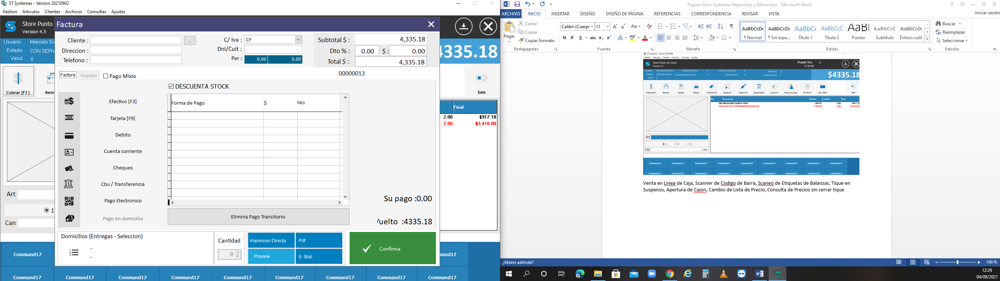 ST Systemas - Version 20210902
Gestion Articulos Clientes Archivos Consultas Ajustes
Store Punto
Version 4.5
Usuario Marcelo Sis
Estado CON SERV
Vend 0
4335.18
Cobrar [F3 ]
Retir
Sale
Final
2.00 $917.18
2.00 $3,418.00
Art
1
Can
Factura
Cliente : ...
Direccion :
Telefono :
C/ Iva : CF
Dni/Cuit :
Per : 0.00 0.00
Subtotal $ : 4,335.18
Dto % : 0.00 $ : 0.00
Total $ : 4,335.18
Factura Reparto Pago Mixto
00000013
DESCUENTA STOCK
Efectivo [F3]
Tarjeta [F9]
Debito
Cuenta corriente
Cheques
Cbu / Transferencia
Pago Electronico
Pago en domicilio
VISA
Forma de Pago $ Nro
Elimina Pago Transitorio
Su pago :0.00
Vuelto :4335.18
Domicilios (Entregas - Seleccion)
-
-
Cantidad
0
Impresion Directa Pdf
Preview E- Mail
Confirma
Command17 mand17
Command17 Command17 Command17 Command17 Command17 Command17 Command17 Command17 Command17
Pagina Store Systemas Mayoristas y Minoristas - Microsoft Word
ARCHIVO INICIO INSERTAR DISEÑO DISEÑO DE PÁGINA REFERENCIAS CORRESPONDENCIA REVISAR VISTA Iniciar sesión
Pegar
Cortar
Copiar
Copiar formato
Portapapeles
Calibri (Cuerpo 11
N K S abc x₂ x²
Fuente
Párrafo
AaBbCcDc AaBbCcDc AaBbCc AaBbCcD AaBl AaBbCcD AaBbCcDc
¶ Normal ¶ Sin espa... Título 1 Título 2 Puesto Subtítulo Énfasis sutil
Estilos
Buscar
Reemplazar
Seleccionar
Edición
ST Systemas - Version 20210902
Gestion Articulos Clientes Archivos Consultas Ajustes
Store Punto de venta
Version 4.5
Puesto Nro 1
12:26:06
Usuario Marcelo Sistemas Cantidad de item 2 Item en suspenso 0 Reporte z 0
Estado CON SERVIDOR Cantidad de productos 4 Advertencias 0 Comprobantes 0
Vend 0
$4335.18
Cobrar [F3 ] Retiros Gastos Reimp. Precios F11 Anula art Edita It. F5 Anula ticket Cant F6 + Ticket en susp. Fin turno Ap. Cajon Sale
Nro Descripcion Unitario Cantidad Final
500 AMERICANO GANCIA X950 458.59 2.00 $917.18
430 GAUKLER H ARRUINADO/GOLDEN ALE 1709.00 2.00 $3,418.00
Art
1 2 3
Can 1.000
Command17 Command17 Command17 Command17 Command17 Command17 Command17 Command17
Command17 Command17 Command17 Command17 Command17 Command17 Command17 Command17
Venta en Linea de Caja, Scanner de Codigo de Barra, Scaneo de Etiquetas de Balanzas, Tique en
Suspenso, Apertura de Cajon, Cambio de Lista de Precio, Consulta de Precios sin cerrar tique
¿Mover adónde? 100 %
12:29
04/09/2021